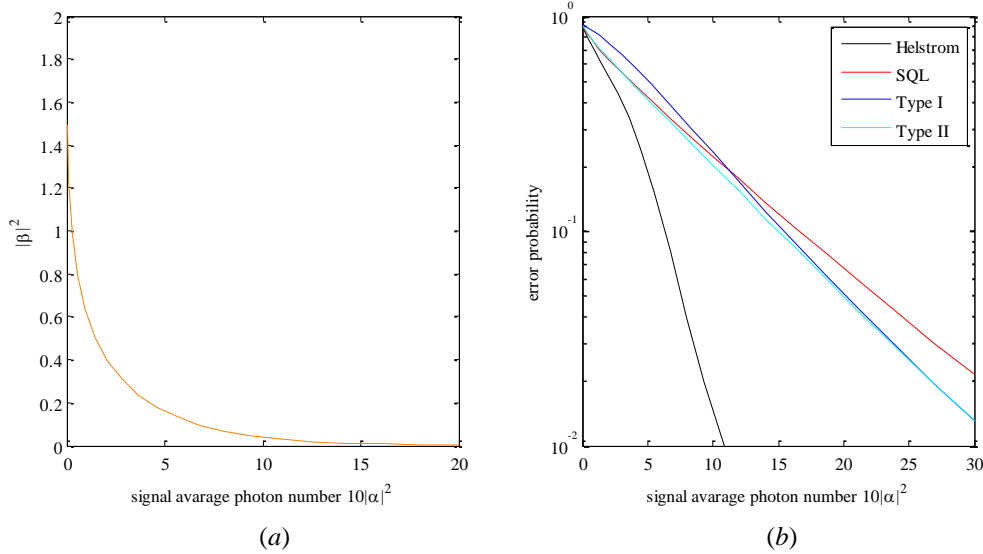 2
1.8
1.6
1.4
1.2
1
0.8
0.6
0.4
0.2
0
|β|²
0 5 10 15 20
signal avarage photon number 10|α|²
(a)
10⁰
10⁻¹
10⁻²
error probability
Helstrom
SQL
Type I
Type II
0 5 10 15 20 25 30
signal avarage photon number 10|α|²
(b)